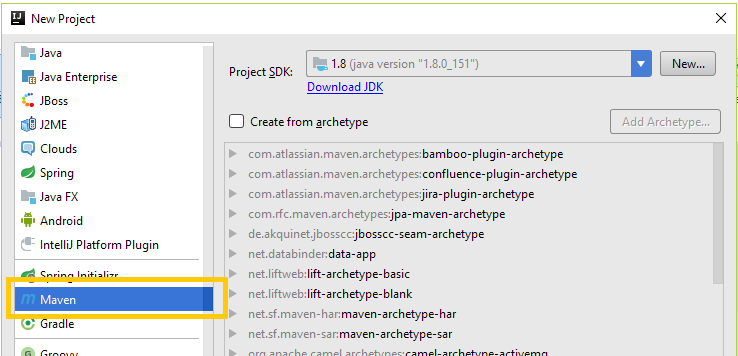 New Project
Java
Java Enterprise
JBoss
J2ME
Clouds
Spring
Java FX
Android
IntelliJ Platform Plugin
Spring Initializr
Maven
Gradle
Groovy
Project SDK: 1.8 (java version "1.8.0_151") New...
Download JDK
Create from archetype Add Archetype...
com.atlassian.maven.archetypes:bamboo-plugin-archetype
com.atlassian.maven.archetypes:confluence-plugin-archetype
com.atlassian.maven.archetypes:jira-plugin-archetype
com.rfc.maven.archetypes:jpa-maven-archetype
de.akquinet.jbosscc:jbosscc-seam-archetype
net.databinder:data-app
net.liftweb:lift-archetype-basic
net.liftweb:lift-archetype-blank
net.sf.maven-har:maven-archetype-har
net.sf.maven-sar:maven-archetype-sar
org.apache.camel:camel-archetype-activemq